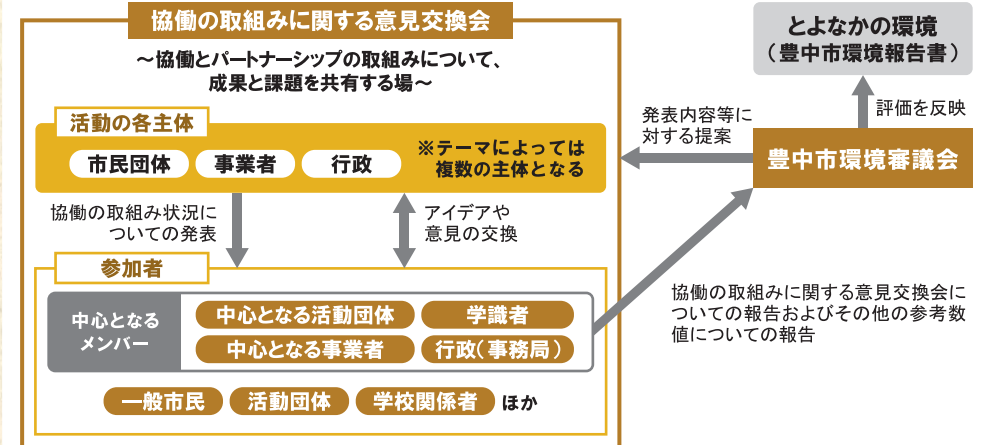 協働の取組みに関する意見交換会
～協働とパートナーシップの取組みについて、
成果と課題を共有する場～
活動の各主体
市民団体
事業者
行政
※テーマによっては
複数の主体となる
協働の取組み状況に
ついての発表
アイデアや
意見の交換
参加者
中心となる
メンバー
中心となる活動団体
学識者
中心となる事業者
行政（事務局）
一般市民
活動団体
学校関係者
ほか
とよなかの環境
（豊中市環境報告書）
評価を反映
発表内容等に
対する提案
豊中市環境審議会
協働の取組みに関する意見交換会に
ついての報告およびその他の参考数
値についての報告